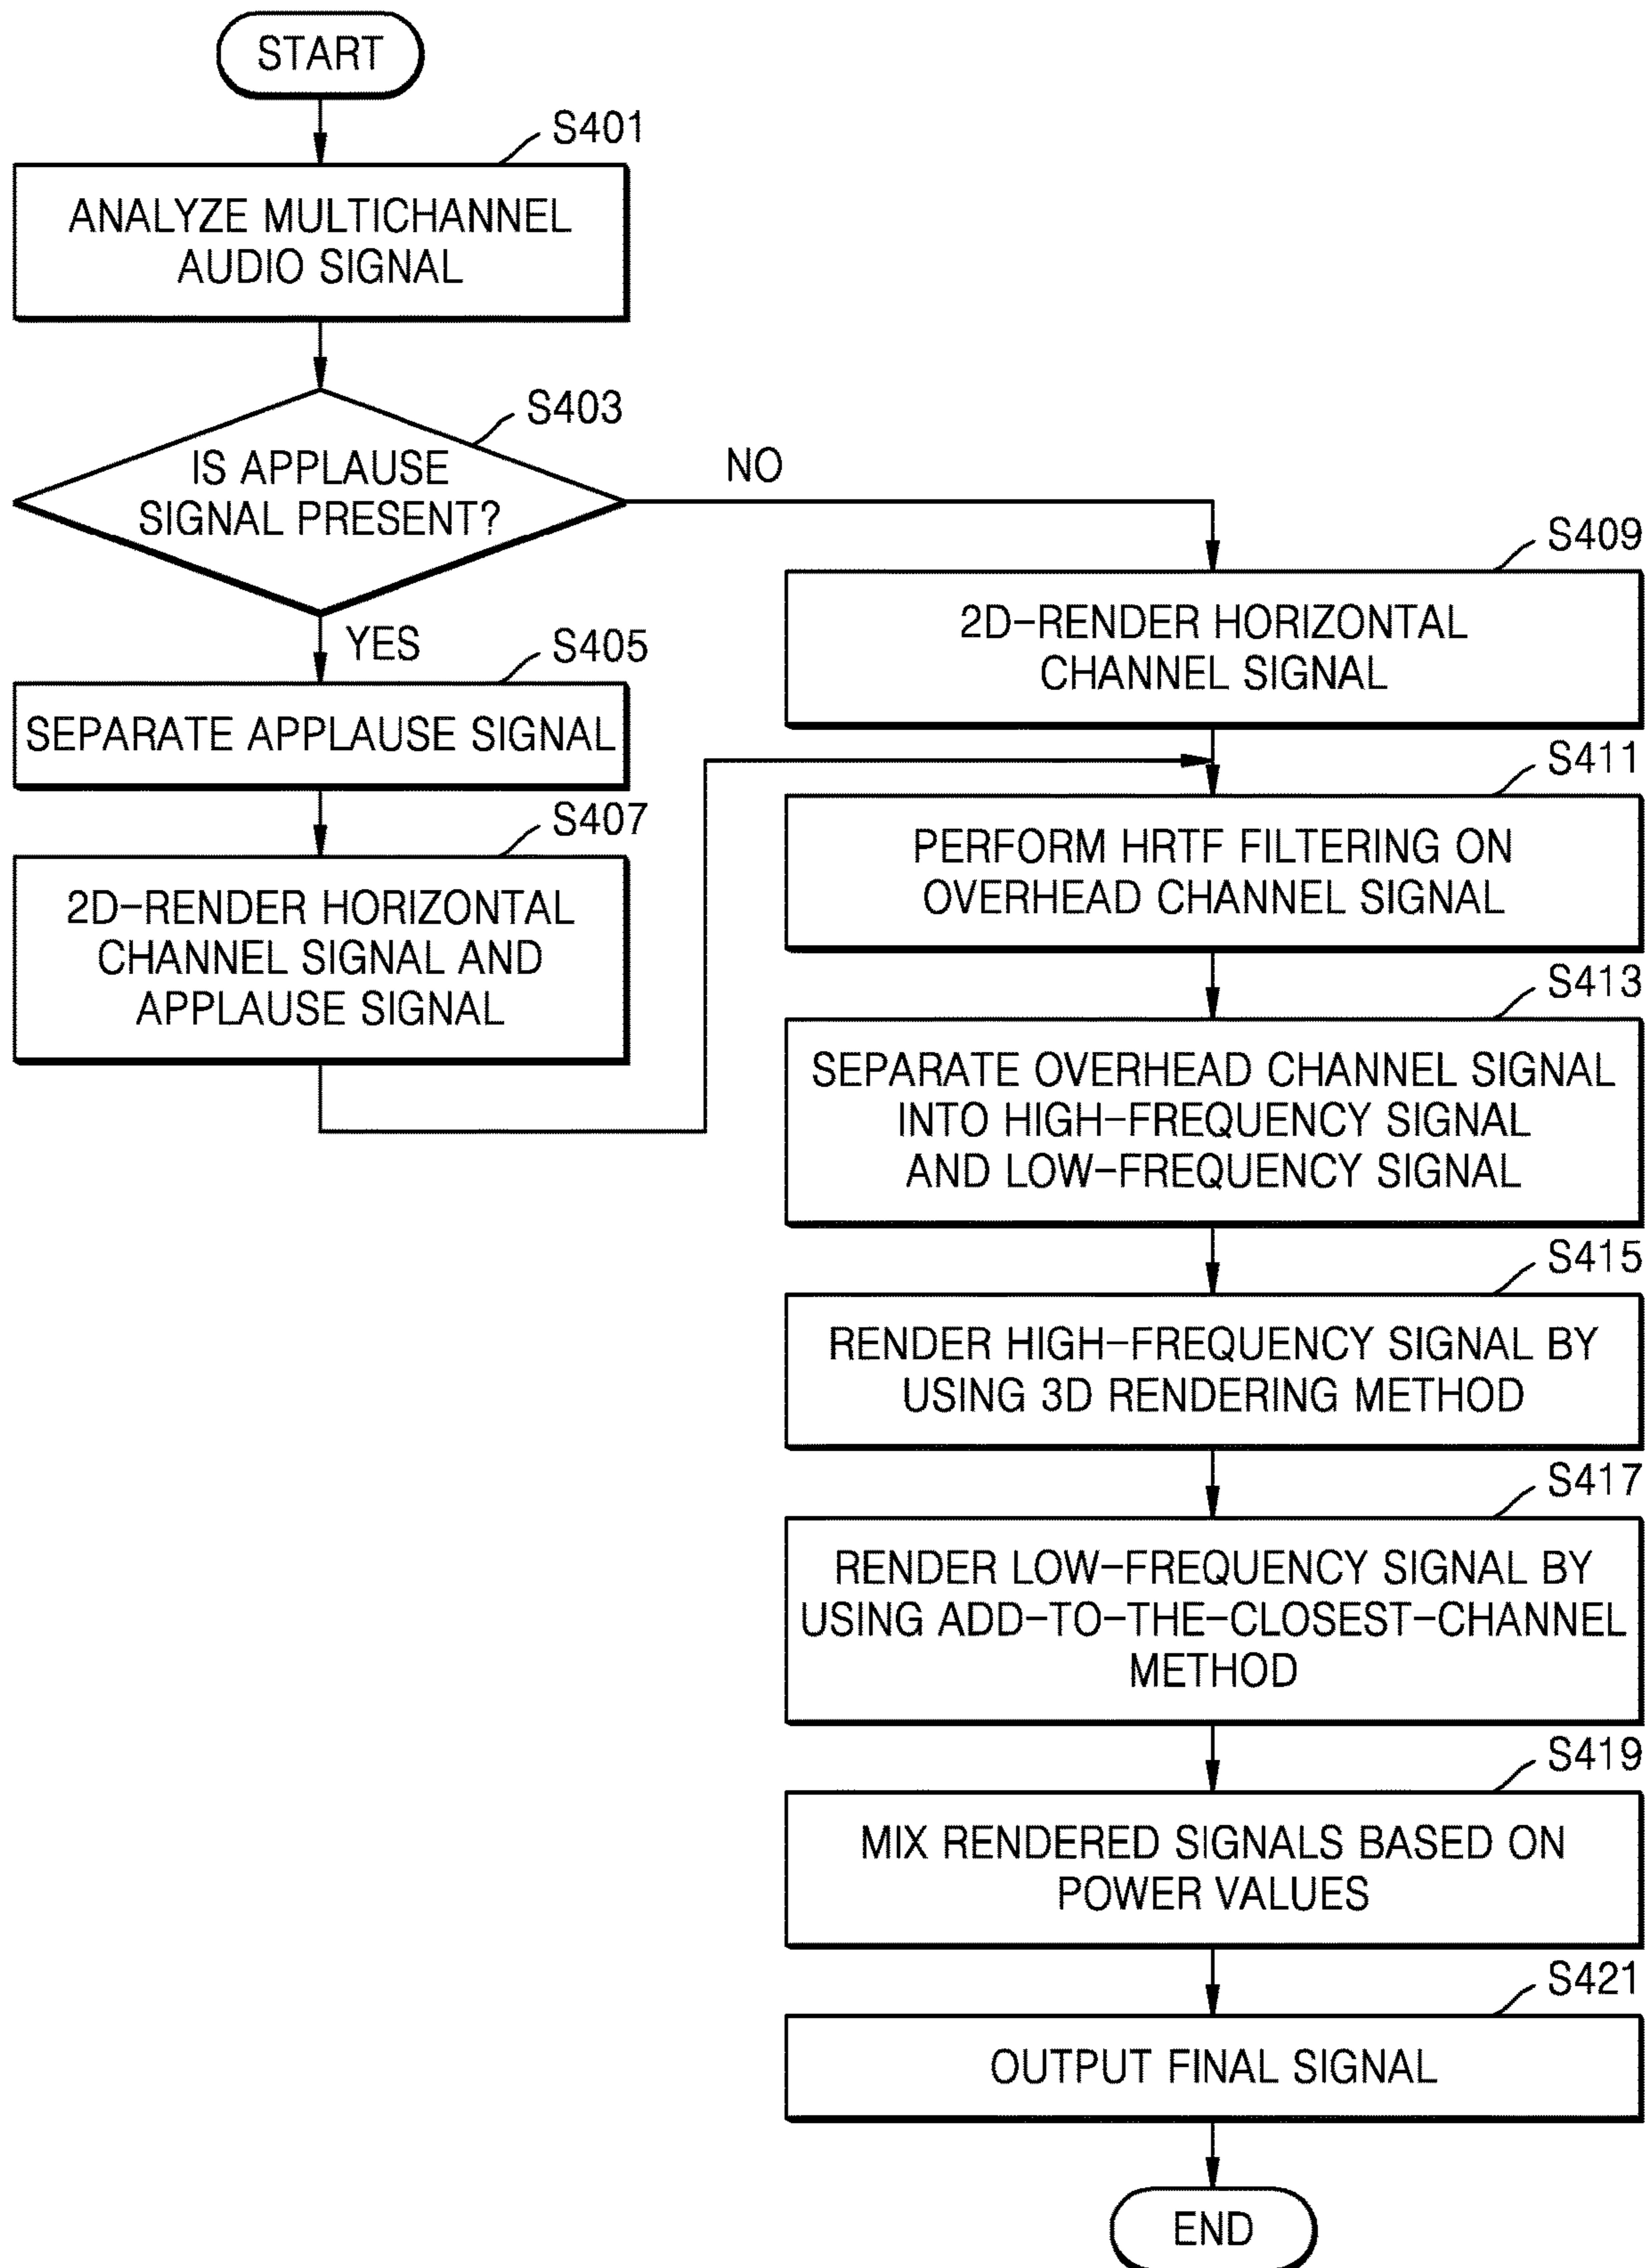 START
S401
ANALYZE MULTICHANNEL
AUDIO SIGNAL
S403
IS APPLAUSE
SIGNAL PRESENT?
NO
YES
S405
SEPARATE APPLAUSE SIGNAL
S407
2D-RENDER HORIZONTAL
CHANNEL SIGNAL AND
APPLAUSE SIGNAL
S409
2D-RENDER HORIZONTAL
CHANNEL SIGNAL
S411
PERFORM HRTF FILTERING ON
OVERHEAD CHANNEL SIGNAL
S413
SEPARATE OVERHEAD CHANNEL SIGNAL
INTO HIGH-FREQUENCY SIGNAL
AND LOW-FREQUENCY SIGNAL
S415
RENDER HIGH-FREQUENCY SIGNAL BY
USING 3D RENDERING METHOD
S417
RENDER LOW-FREQUENCY SIGNAL BY
USING ADD-TO-THE-CLOSEST-CHANNEL
METHOD
S419
MIX RENDERED SIGNALS BASED ON
POWER VALUES
S421
OUTPUT FINAL SIGNAL
END